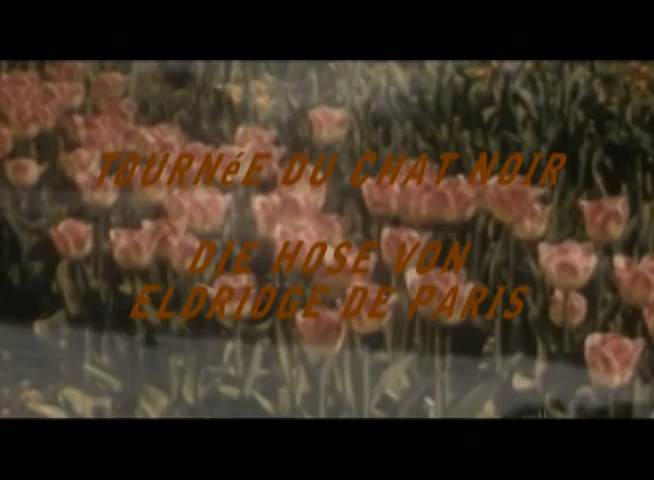 TOURNéE DU CHAT NOIR
DIE HOSE VON
ELDRIDGE DE PARIS